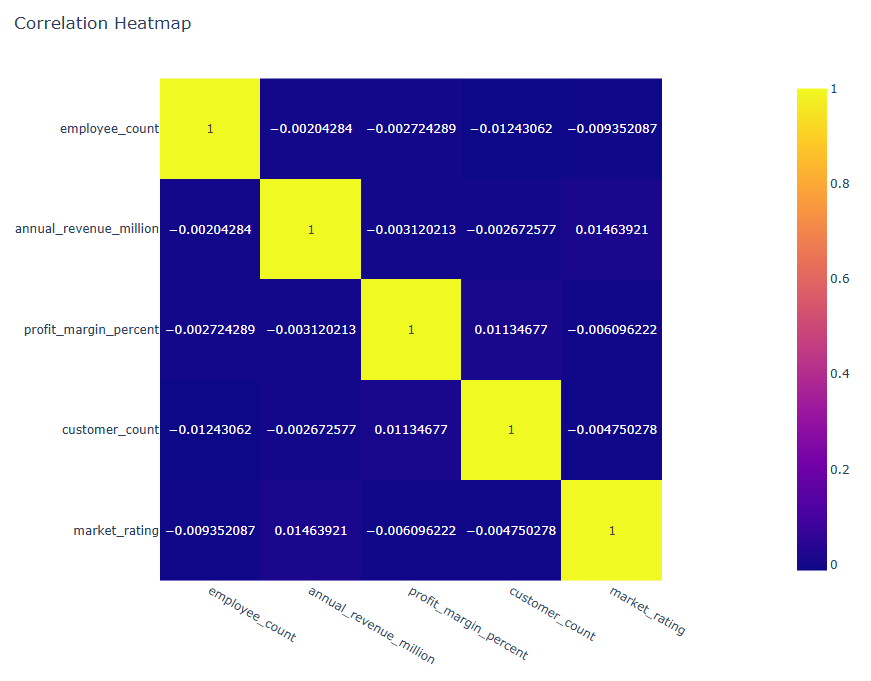 Correlation Heatmap
employee_count 1 −0.00204284 −0.002724289 −0.01243062 −0.009352087
annual_revenue_million −0.00204284 1 −0.003120213 −0.002672577 0.01463921
profit_margin_percent −0.002724289 −0.003120213 1 0.01134677 −0.006096222
customer_count −0.01243062 −0.002672577 0.01134677 1 −0.004750278
market_rating −0.009352087 0.01463921 −0.006096222 −0.004750278 1
employee_count annual_revenue_million profit_margin_percent customer_count market_rating
1
0.8
0.6
0.4
0.2
0